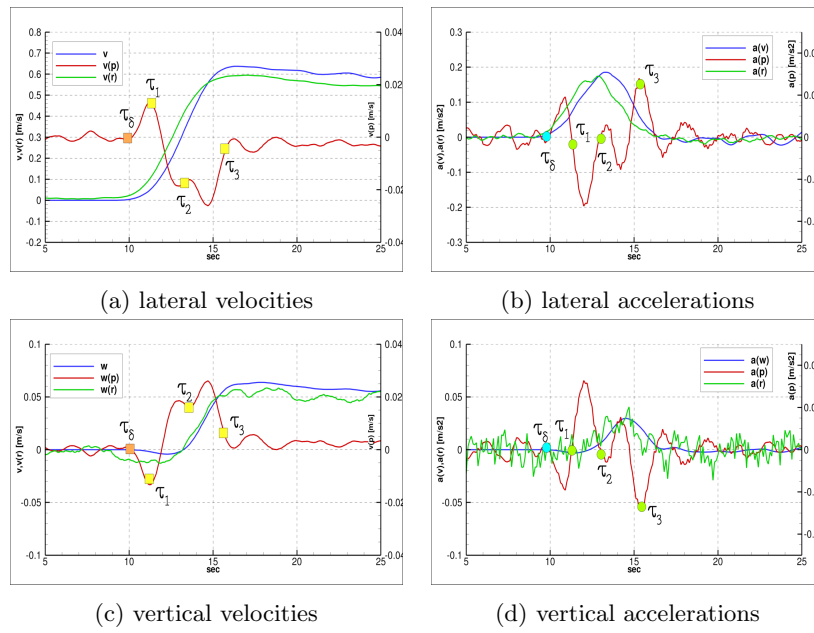 0.8
0.7
0.6
0.5
0.4
0.3
0.2
0.1
0
-0.1
-0.2
v,v(r) [m/s]
v
v(p)
v(r)
τδ
τ1
τ2
τ3
0.04
0.02
0
-0.02
-0.04
v(p) [m/s]
5
10
15
20
25
sec
(a) lateral velocities
0.3
0.2
0.1
0
-0.1
-0.2
-0.3
a(v),a(r) [m/s2]
a(v)
a(p)
a(r)
τδ
τ1
τ2
τ3
a(p) [m/s2]
5
10
15
20
25
sec
(b) lateral accelerations
0.1
0.05
0
-0.05
-0.1
v,v(r) [m/s]
w
w(p)
w(r)
τδ
τ1
τ2
τ3
0.04
0.02
0
-0.02
-0.04
v(p) [m/s]
5
10
15
20
25
sec
(c) vertical velocities
0.1
0.05
0
-0.05
-0.1
a(v),a(r) [m/s2]
a(w)
a(p)
a(r)
τδ
τ1
τ2
τ3
a(p) [m/s2]
5
10
15
20
25
sec
(d) vertical accelerations